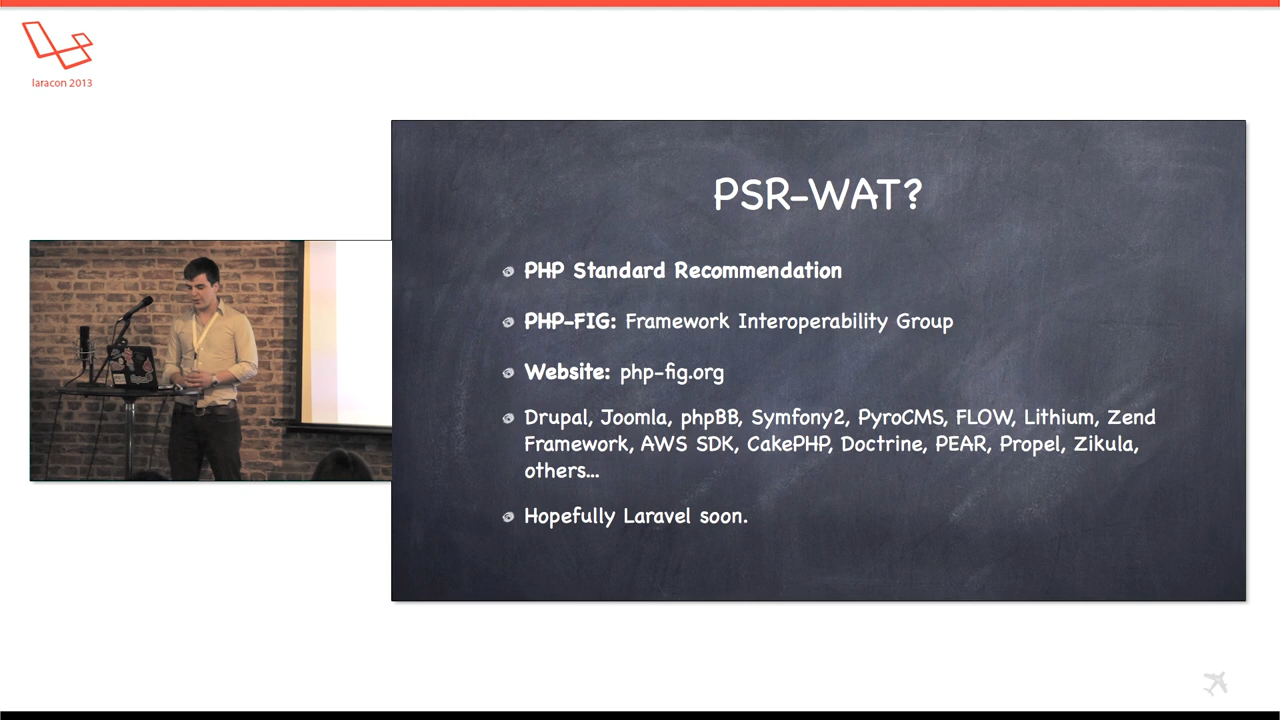 laracon 2013
PSR-WAT?
PHP Standard Recommendation
PHP-FIG: Framework Interoperability Group
Website: php-fig.org
Drupal, Joomla, phpBB, Symfony2, PyroCMS, FLOW, Lithium, Zend
Framework, AWS SDK, CakePHP, Doctrine, PEAR, Propel, Zikula,
others...
Hopefully Laravel soon.